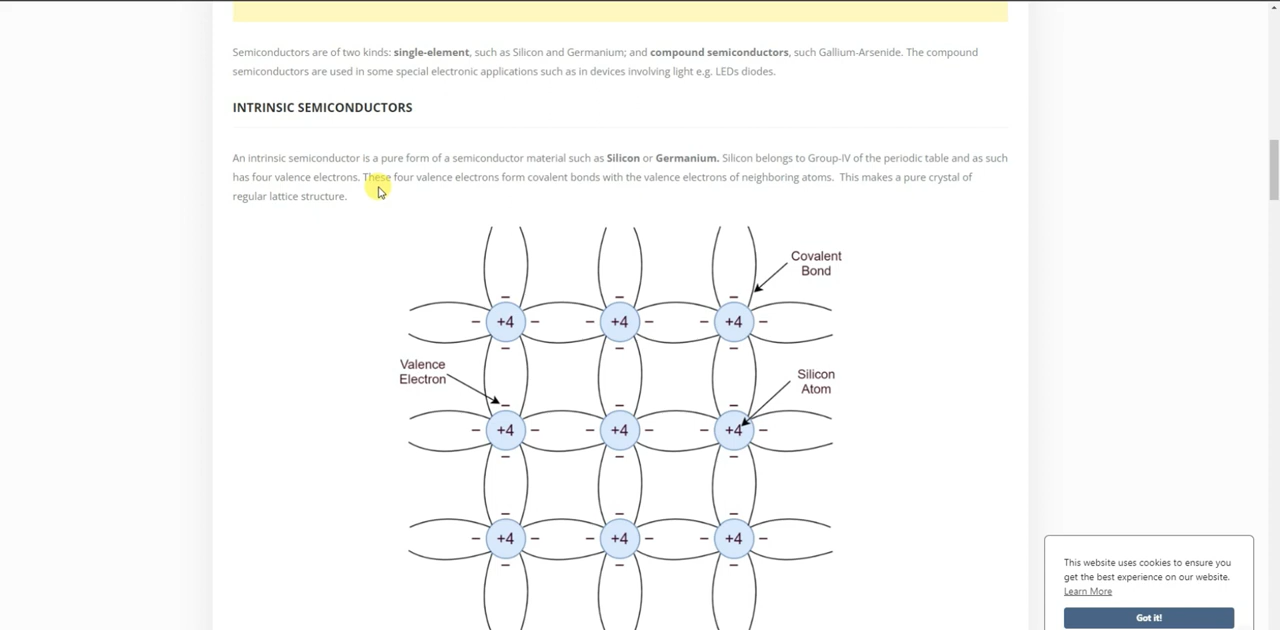 Semiconductors are of two kinds: single-element, such as Silicon and Germanium; and compound semiconductors, such Gallium-Arsenide. The compound
semiconductors are used in some special electronic applications such as in devices involving light e.g. LEDs diodes.
INTRINSIC SEMICONDUCTORS
An intrinsic semiconductor is a pure form of a semiconductor material such as Silicon or Germanium. Silicon belongs to Group-IV of the periodic table and as such
has four valence electrons. These four valence electrons form covalent bonds with the valence electrons of neighboring atoms. This makes a pure crystal of
regular lattice structure.
Covalent
Bond
− − −
− +4 − − +4 − − +4 −
− − −
Valence
Electron
Silicon
Atom
− − −
− +4 − − +4 − − +4 −
− − −
− − −
− +4 − − +4 − − +4 −
− − −
This website uses cookies to ensure you
get the best experience on our website.
Learn More
Got it!